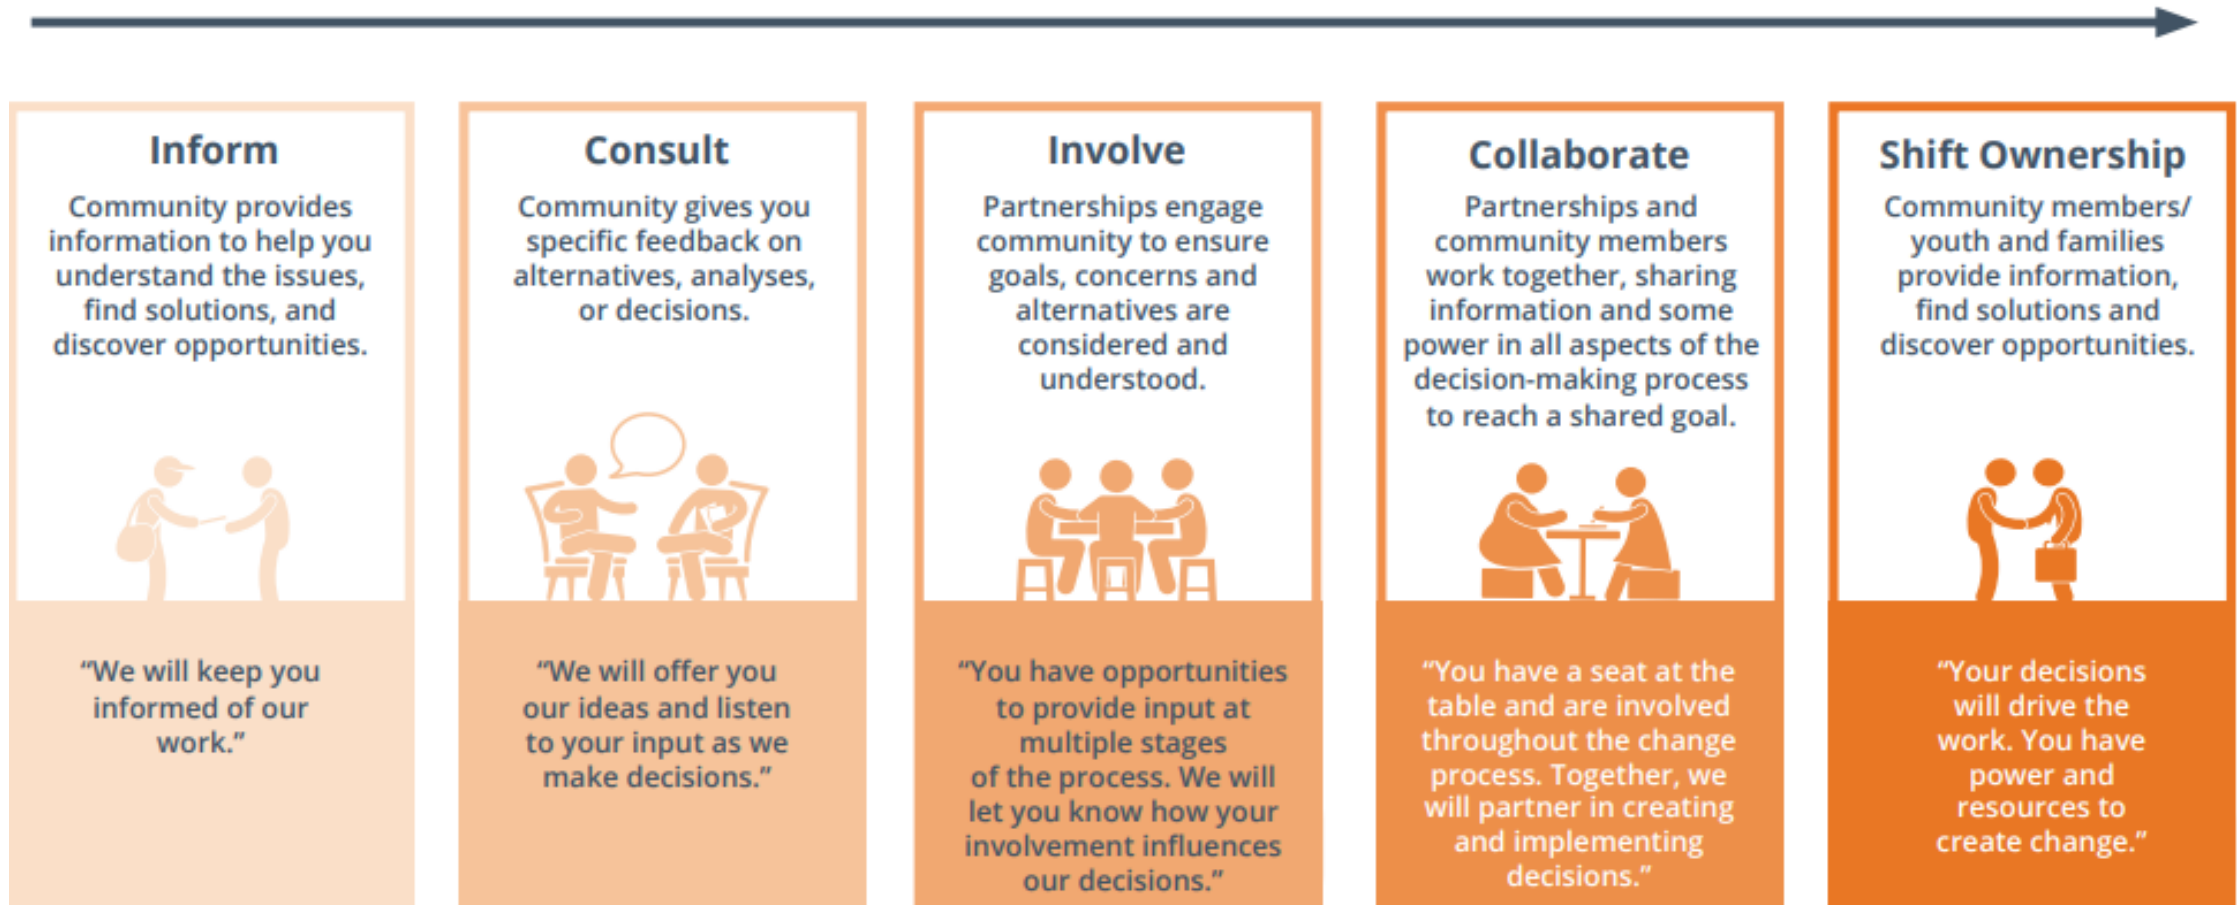 Inform
Community provides
information to help you
understand the issues,
find solutions, and
discover opportunities.
“We will keep you
informed of our
work.”
Consult
Community gives you
specific feedback on
alternatives, analyses,
or decisions.
“We will offer you
our ideas and listen
to your input as we
make decisions.”
Involve
Partnerships engage
community to ensure
goals, concerns and
alternatives are
considered and
understood.
“You have opportunities
to provide input at
multiple stages
of the process. We will
let you know how your
involvement influences
our decisions.”
Collaborate
Partnerships and
community members
work together, sharing
information and some
power in all aspects of the
decision-making process
to reach a shared goal.
“You have a seat at the
table and are involved
throughout the change
process. Together, we
will partner in creating
and implementing
decisions.”
Shift Ownership
Community members/
youth and families
provide information,
find solutions and
discover opportunities.
“Your decisions
will drive the
work. You have
power and
resources to
create change.”